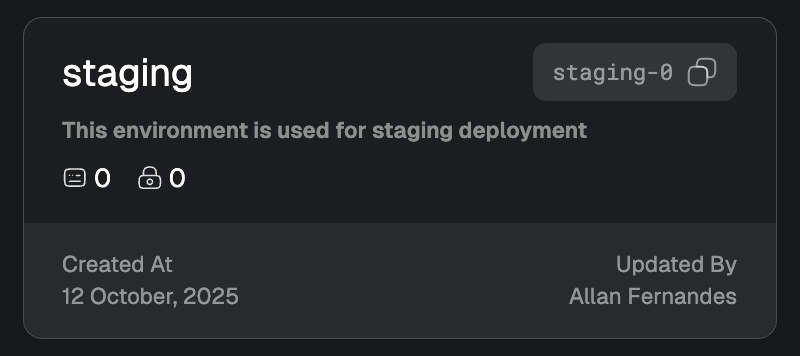 staging
staging-0
This environment is used for staging deployment
0 0
Created At
Updated By
12 October, 2025
Allan Fernandes